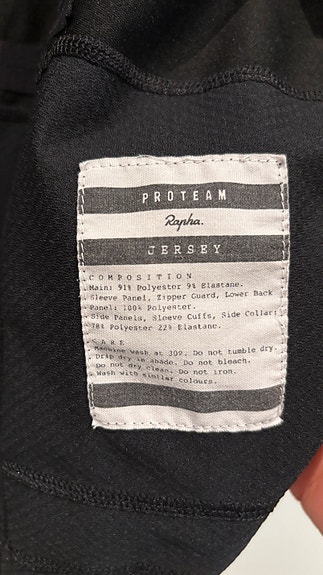 PROTEAM
Rapha.
JERSEY
COMPOSITION
Main: 91% Polyester 9% Elastane.
Sleeve Panel, Zipper Guard, Lower Back
Panel: 100% Polyester.
Side Panels, Sleeve Cuffs, Side Collar:
78% Polyester 22% Elastane.
CARE
Machine wash at 30º. Do not tumble dry.
Drip dry in shade. Do not bleach.
Do not dry clean. Do not iron.
Wash with similar colours.